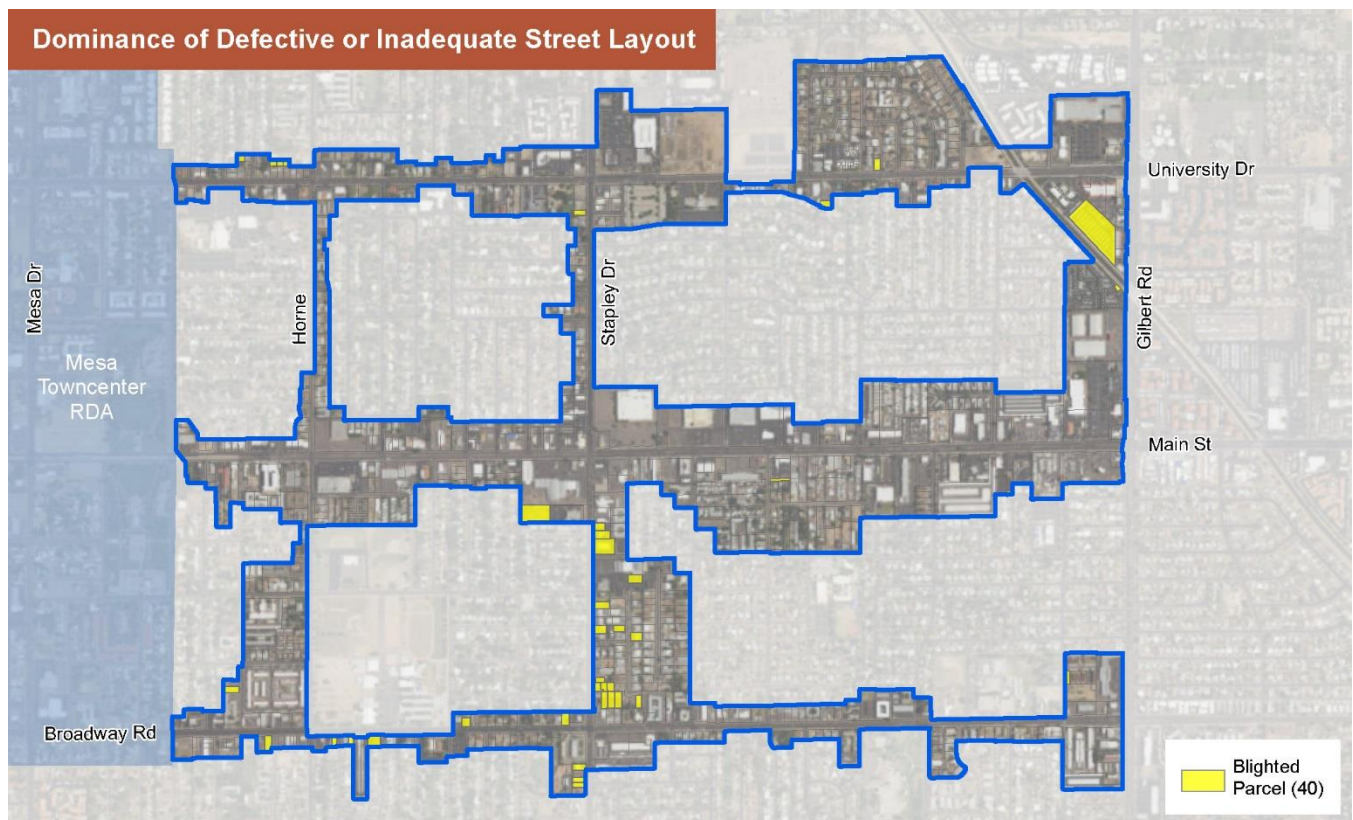 Dominance of Defective or Inadequate Street Layout
University Dr
Mesa Dr
Horne
Stapley Dr
Gilbert Rd
Mesa
Towncenter
RDA
Main St
Broadway Rd
Blighted
Parcel (40)